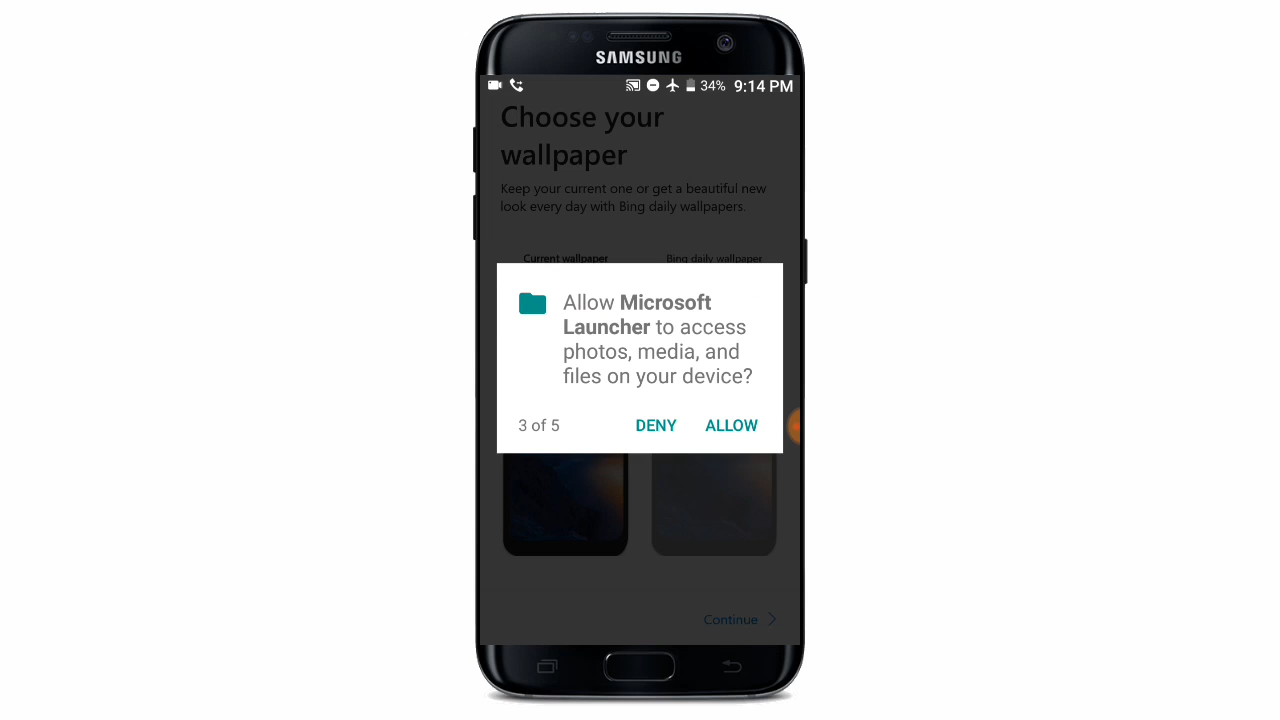 SAMSUNG
34% 9:14 PM
Choose your
wallpaper
Keep your current one or get a beautiful new
look every day with Bing daily wallpapers.
Current wallpaper Bing daily wallpaper
Allow Microsoft
Launcher to access
photos, media, and
files on your device?
3 of 5 DENY ALLOW
Continue